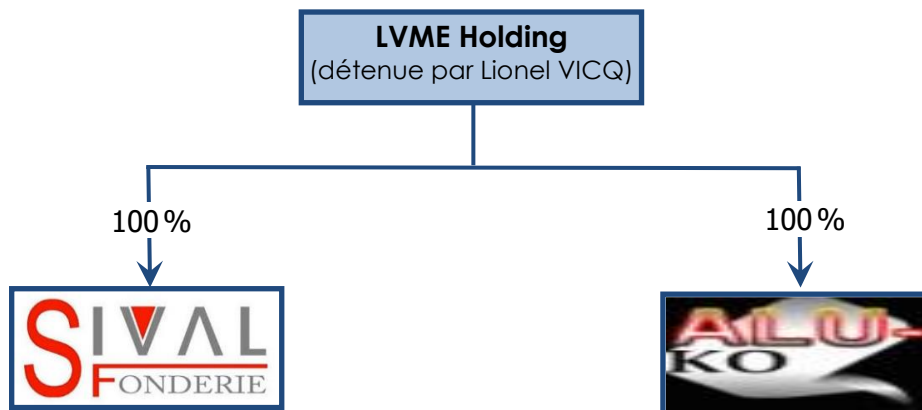 LVME Holding
(détenue par Lionel VICQ)
100 %
100 %
SIVAL
FONDERIE
ALU-
KO